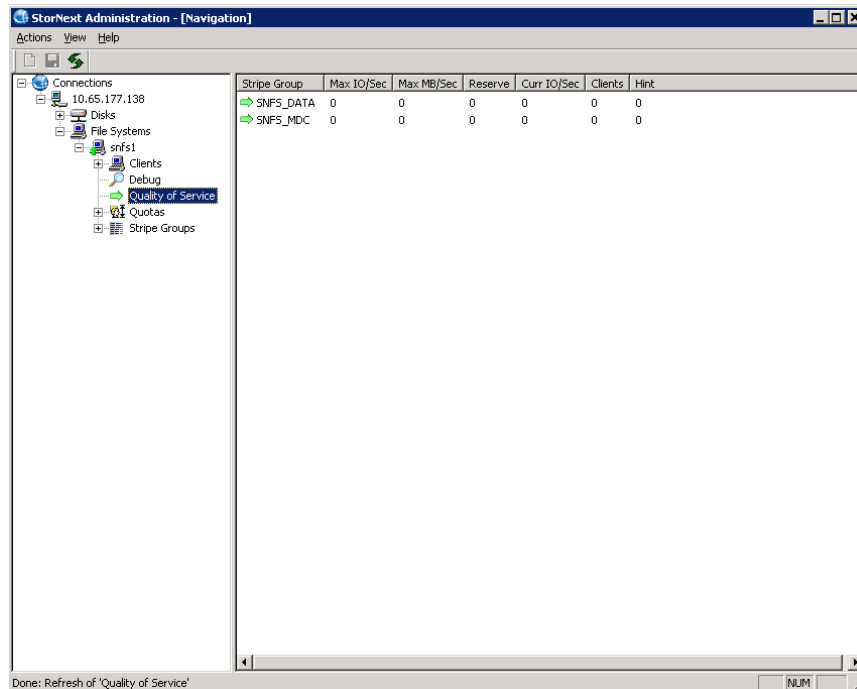 StorNext Administration - [Navigation]
Actions View Help
Connections
10.65.177.138
Disks
File Systems
snfs1
Clients
Debug
Quality of Service
Quotas
Stripe Groups
Stripe Group Max IO/Sec Max MB/Sec Reserve Curr IO/Sec Clients Hint
SNFS_DATA 0 0 0 0 0 0
SNFS_MDC 0 0 0 0 0 0
Done: Refresh of 'Quality of Service' NUM